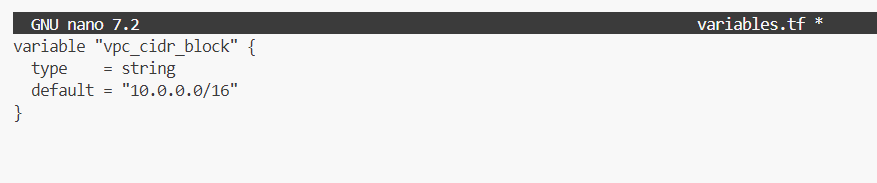 GNU nano 7.2 variables.tf *
variable "vpc_cidr_block" {
  type    = string
  default = "10.0.0.0/16"
}